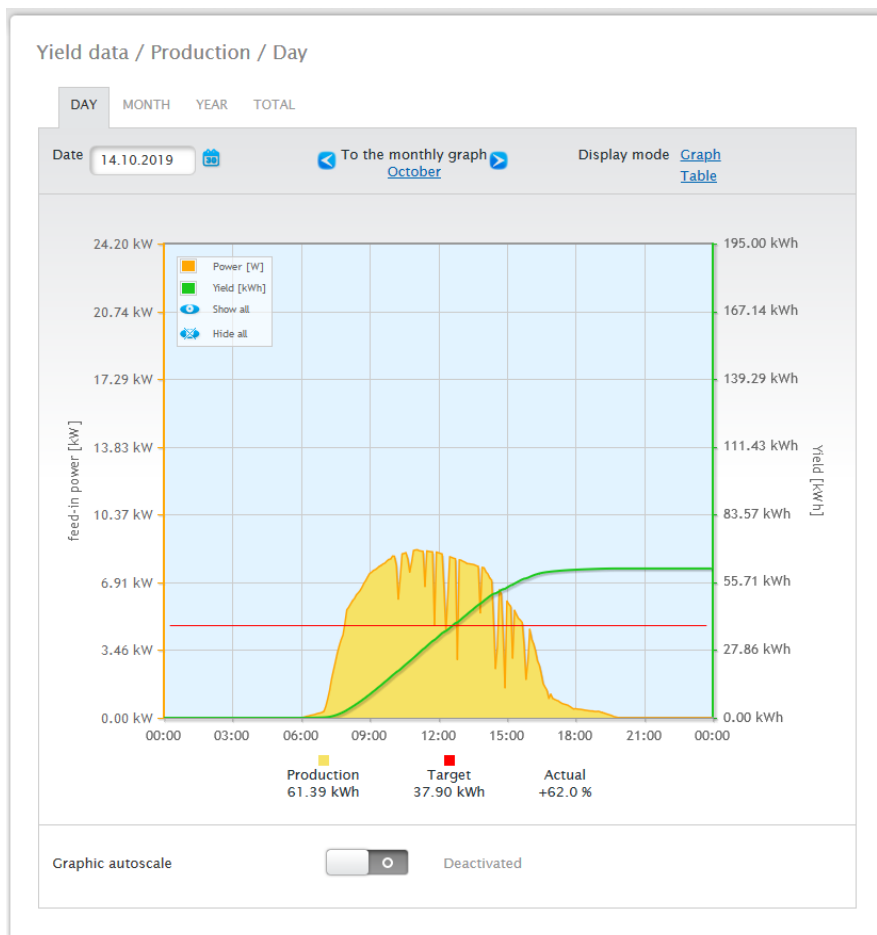 Yield data / Production / Day
DAY MONTH YEAR TOTAL
Date 14.10.2019 30 To the monthly graph Display mode Graph
October Table
24.20 kW 195.00 kWh
Power [W]
Yield [kWh]
Show all
Hide all
20.74 kW 167.14 kWh
17.29 kW 139.29 kWh
13.83 kW 111.43 kWh
feed-in power [kW]
Yield [kWh]
10.37 kW 83.57 kWh
6.91 kW 55.71 kWh
3.46 kW 27.86 kWh
0.00 kW 0.00 kWh
00:00 03:00 06:00 09:00 12:00 15:00 18:00 21:00 00:00
Production Target Actual
61.39 kWh 37.90 kWh +62.0 %
Graphic autoscale Deactivated